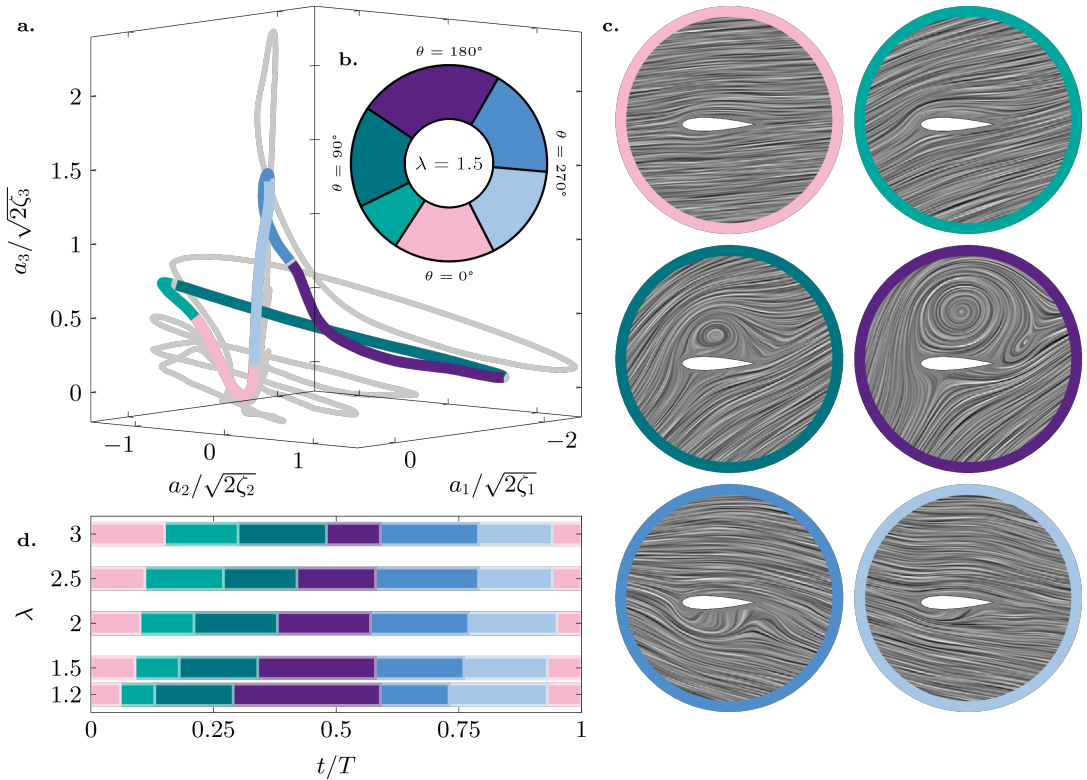 a.
2
1.5
1
0.5
0
a₃/√2ζ₃
−1
0
1
a₂/√2ζ₂
0
−2
a₁/√2ζ₁
b.
θ = 180°
θ = 90°
λ = 1.5
θ = 270°
θ = 0°
c.
d.
3
2.5
2
1.5
1.2
λ
0
0.25
0.5
0.75
1
t/T